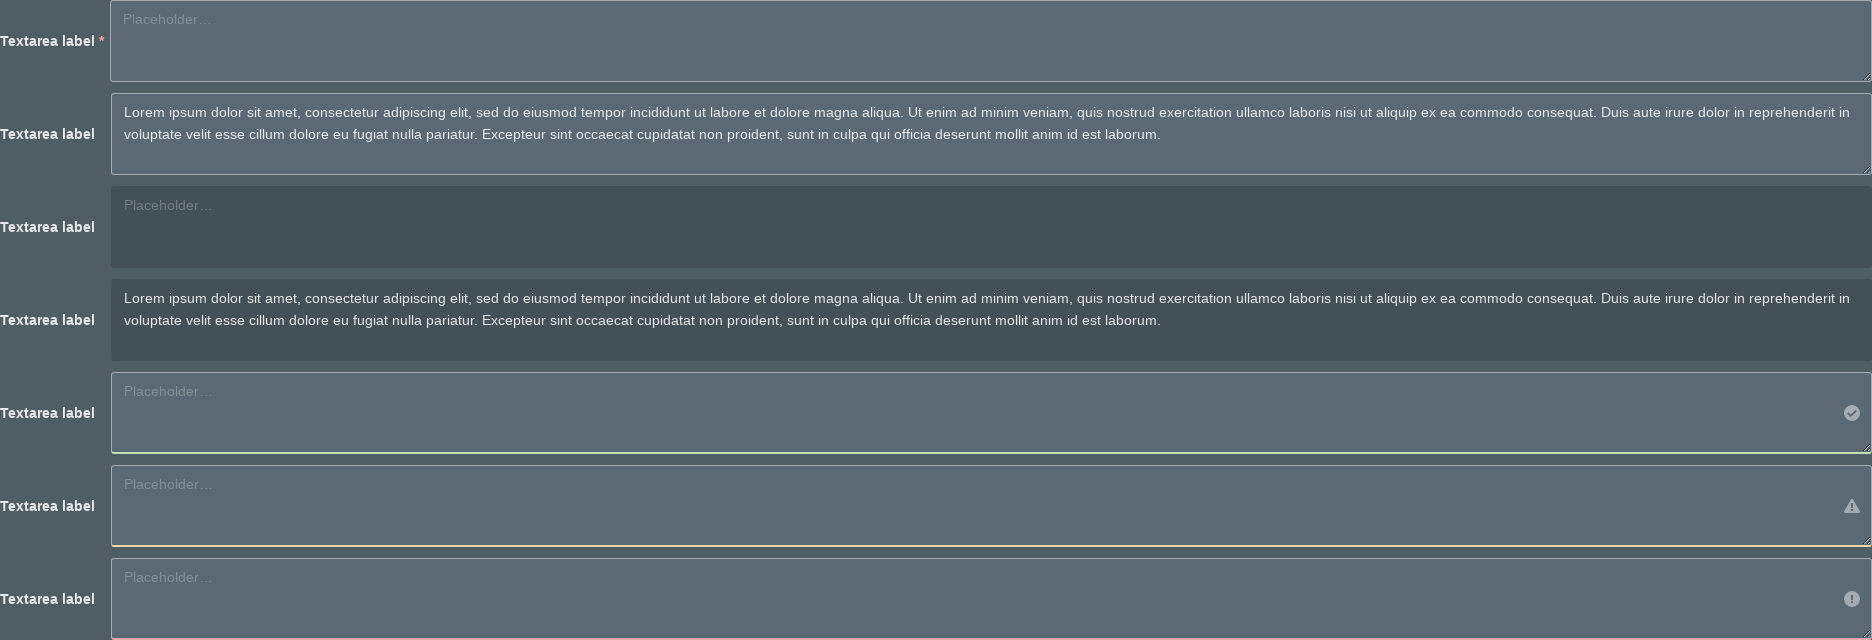 Placeholder…
Textarea label *
Lorem ipsum dolor sit amet, consectetur adipiscing elit, sed do eiusmod tempor incididunt ut labore et dolore magna aliqua. Ut enim ad minim veniam, quis nostrud exercitation ullamco laboris nisi ut aliquip ex ea commodo consequat. Duis aute irure dolor in reprehenderit in
Textarea label
voluptate velit esse cillum dolore eu fugiat nulla pariatur. Excepteur sint occaecat cupidatat non proident, sunt in culpa qui officia deserunt mollit anim id est laborum.
Placeholder…
Textarea label
Lorem ipsum dolor sit amet, consectetur adipiscing elit, sed do eiusmod tempor incididunt ut labore et dolore magna aliqua. Ut enim ad minim veniam, quis nostrud exercitation ullamco laboris nisi ut aliquip ex ea commodo consequat. Duis aute irure dolor in reprehenderit in
Textarea label
voluptate velit esse cillum dolore eu fugiat nulla pariatur. Excepteur sint occaecat cupidatat non proident, sunt in culpa qui officia deserunt mollit anim id est laborum.
Placeholder…
Textarea label
Placeholder…
Textarea label
Placeholder…
Textarea label